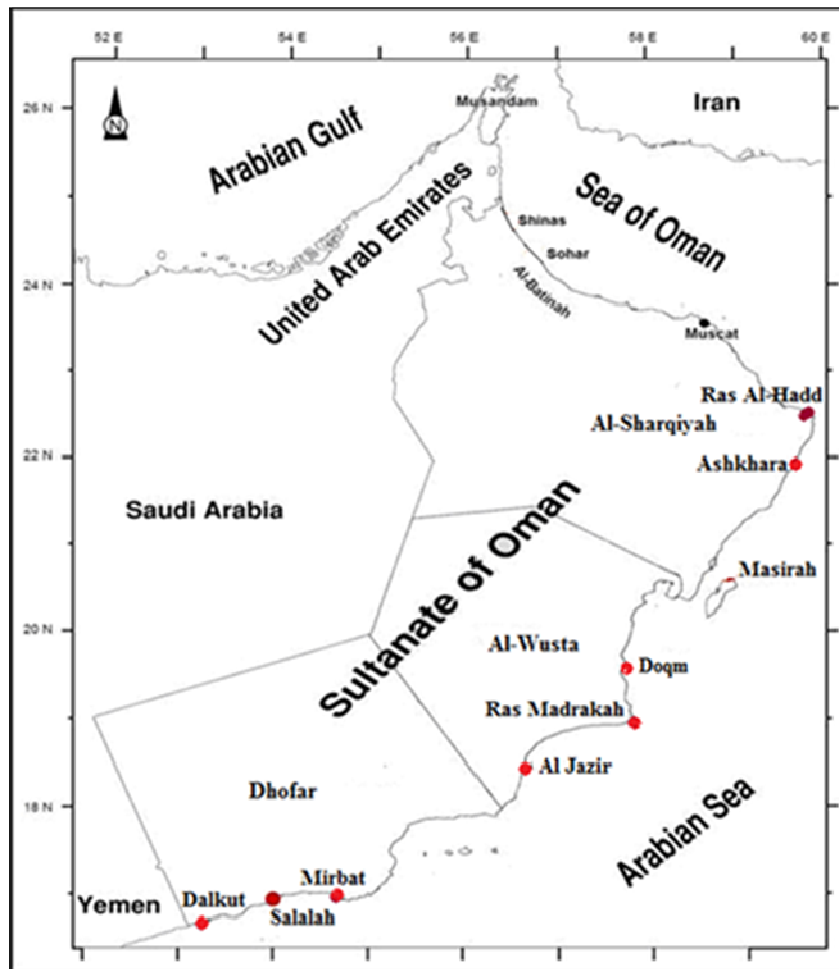 52 E
54 E
56 E
58 E
60 E
26 N
24 N
22 N
20 N
18 N
N
Musandam
Iran
Arabian Gulf
United Arab Emirates
Sea of Oman
Shinas
Sohar
Al-Batinah
Muscat
Ras Al-Hadd
Al-Sharqiyah
Ashkhara
Saudi Arabia
Sultanate of Oman
Masirah
Al-Wusta
Doqm
Ras Madrakah
Al Jazir
Dhofar
Arabian Sea
Mirbat
Dalkut
Salalah
Yemen